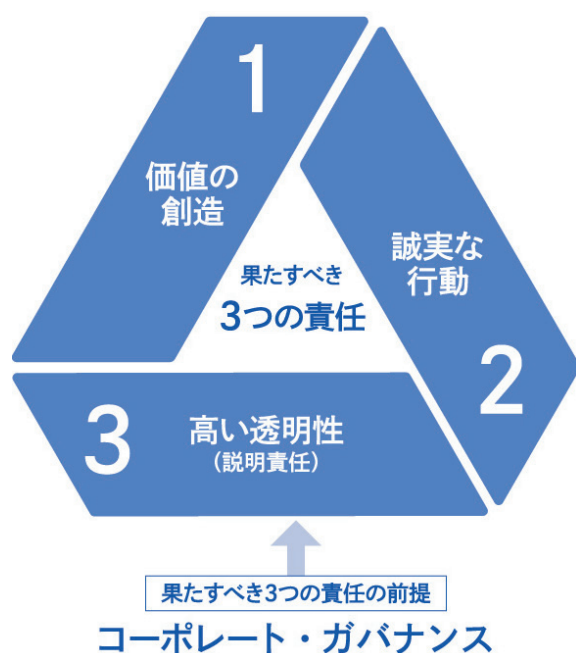 1
価値の
創造
誠実な
行動
2
果たすべき
3つの責任
3
高い透明性
(説明責任)
果たすべき3つの責任の前提
コーポレート・ガバナンス